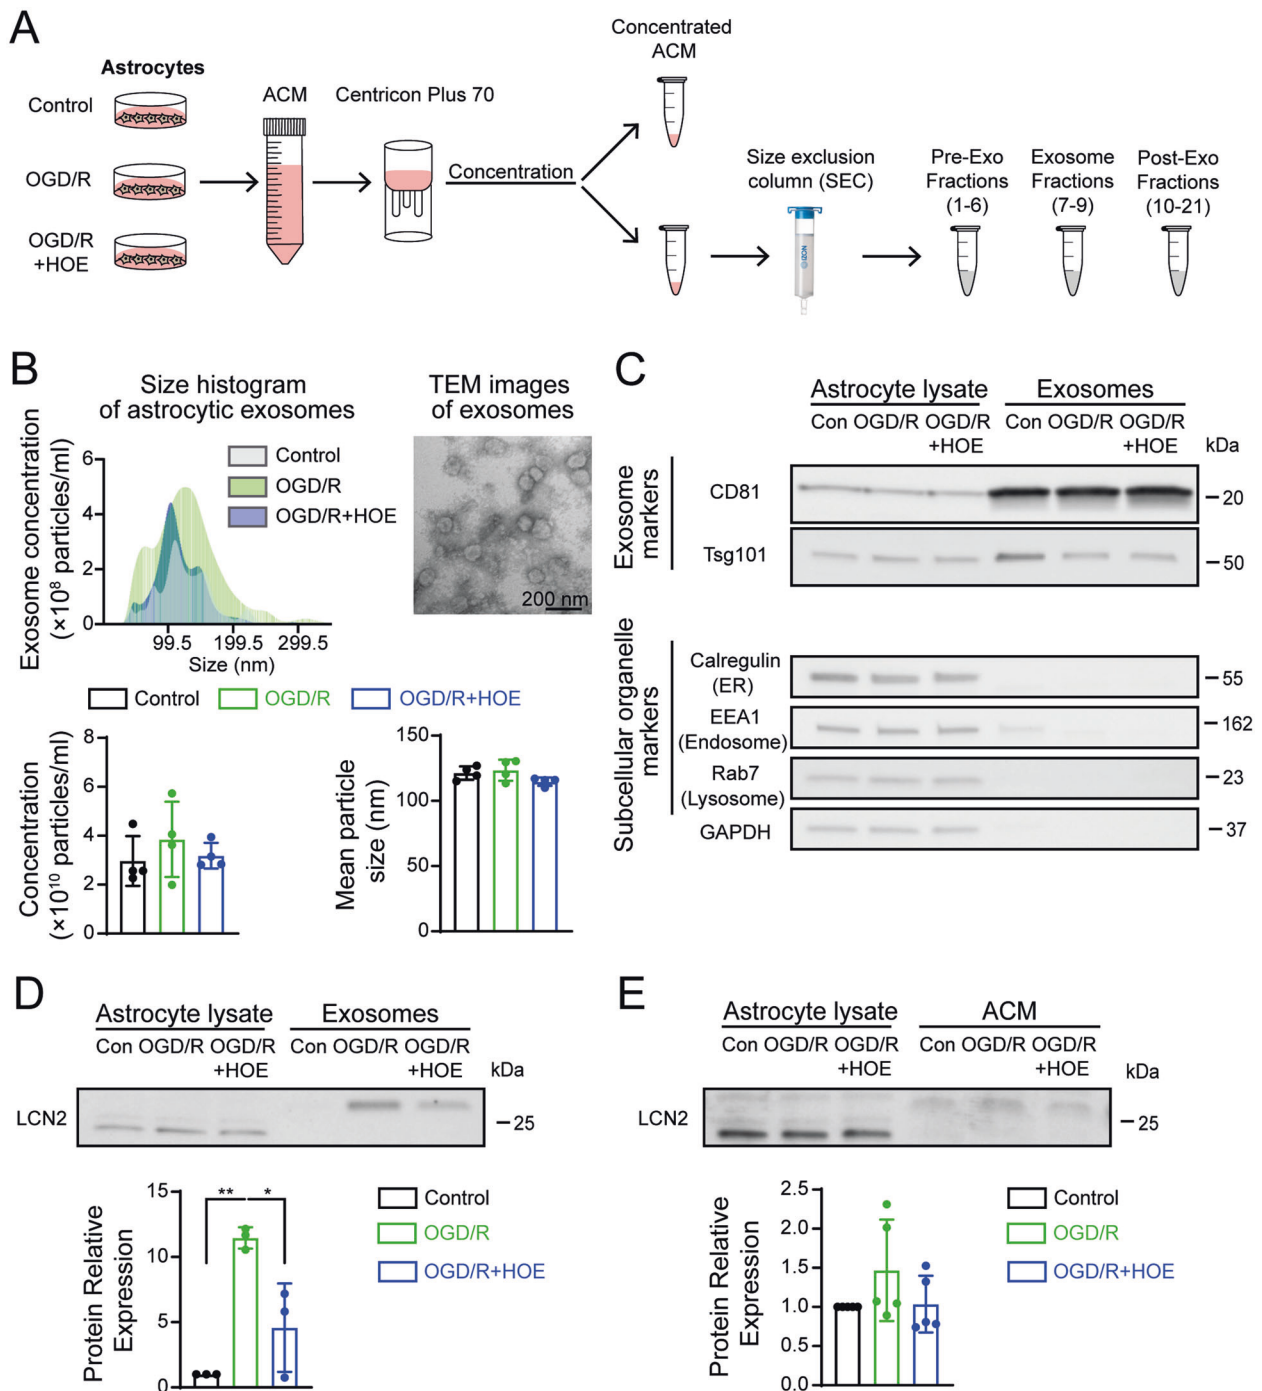 A
Astrocytes
Control
OGD/R
OGD/R
+HOE
ACM
Centricon Plus 70
Concentration
Concentrated
ACM
Size exclusion
column (SEC)
IZON
Pre-Exo
Fractions
(1-6)
Exosome
Fractions
(7-9)
Post-Exo
Fractions
(10-21)
B
Size histogram
of astrocytic exosomes
Exosome concentration
(×10⁸ particles/ml)
6
4
2
0
99.5 199.5 299.5
Size (nm)
Control
OGD/R
OGD/R+HOE
TEM images
of exosomes
200 nm
Control OGD/R OGD/R+HOE
Concentration
(×10¹⁰ particles/ml)
8
6
4
2
0
Mean particle
size (nm)
150
100
50
0
C
Astrocyte lysate Exosomes
Con OGD/R OGD/R
+HOE
Con OGD/R OGD/R
+HOE
kDa
Exosome
markers
CD81
20
Tsg101
50
Subcellular organelle
markers
Calregulin
(ER)
55
EEA1
(Endosome)
162
Rab7
(Lysosome)
23
GAPDH
37
D
Astrocyte lysate Exosomes
Con OGD/R OGD/R
+HOE
Con OGD/R OGD/R
+HOE
kDa
LCN2
25
Protein Relative
Expression
15
10
5
0
** *
Control
OGD/R
OGD/R+HOE
E
Astrocyte lysate ACM
Con OGD/R OGD/R
+HOE
Con OGD/R OGD/R
+HOE
kDa
LCN2
25
Protein Relative
Expression
2.5
2.0
1.5
1.0
0.5
0.0
Control
OGD/R
OGD/R+HOE